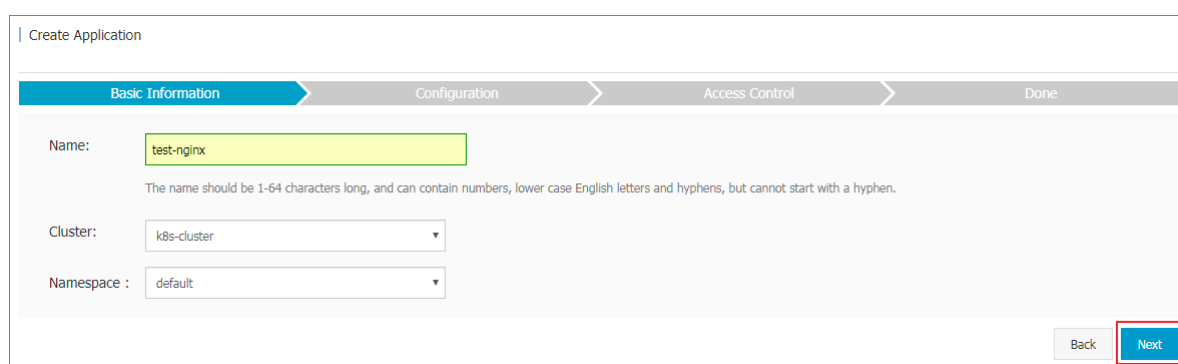 Create Application
Basic Information Configuration Access Control Done
Name: test-nginx
The name should be 1-64 characters long, and can contain numbers, lower case English letters and hyphens, but cannot start with a hyphen.
Cluster: k8s-cluster
Namespace : default
Back Next